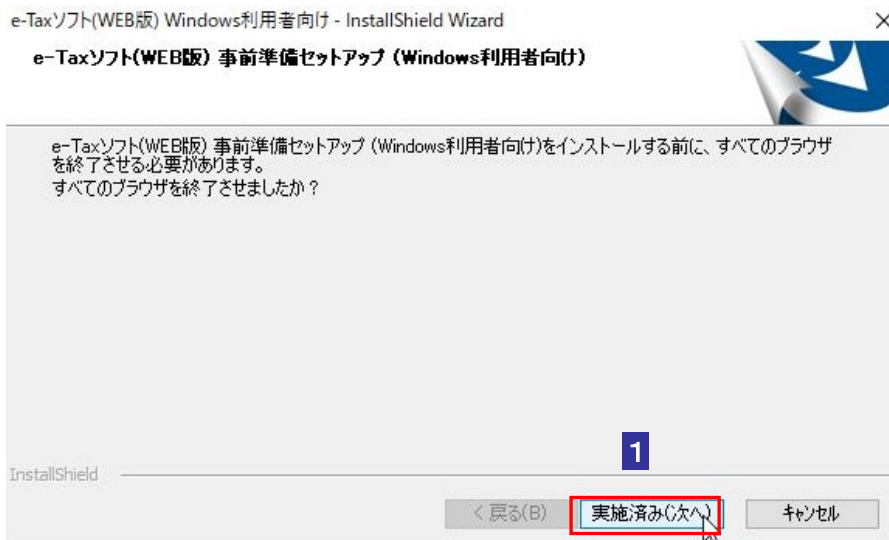 e-Taxソフト(WEB版) Windows利用者向け - InstallShield Wizard
e-Taxソフト(WEB版) 事前準備セットアップ (Windows利用者向け)
e-Taxソフト(WEB版) 事前準備セットアップ (Windows利用者向け)をインストールする前に、すべてのブラウザ
を終了させる必要があります。
すべてのブラウザを終了させましたか?
1
InstallShield
< 戻る(B) 実施済み(次へ) キャンセル